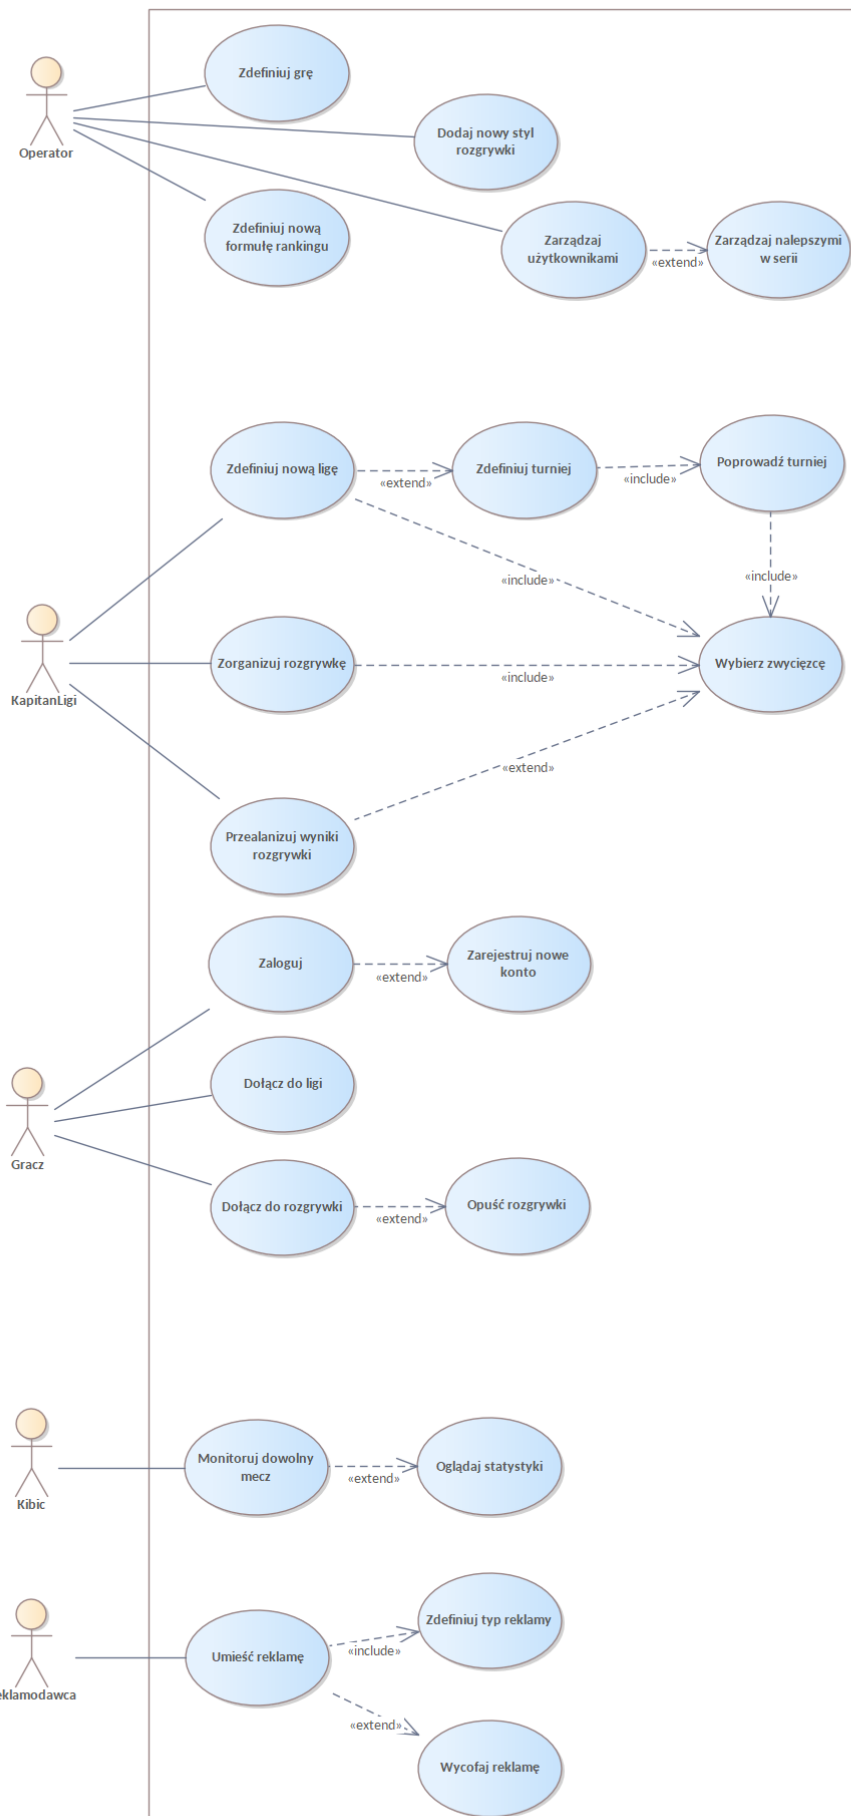 Zdefiniuj grę
Operator
Dodaj nowy styl
rozgrywki
Zdefiniuj nową
formułę rankingu
Zarządzaj
użytkownikami
«extend»
Zarządzaj nalepszymi
w serii
Zdefiniuj nową ligę
«extend»
Zdefiniuj turniej
«include»
Poprowadź turniej
«include»
«include»
KapitanLigi
Zorganizuj rozgrywkę
«include»
Wybierz zwycięzcę
«extend»
Przealanizuj wyniki
rozgrywki
Zaloguj
«extend»
Zarejestruj nowe
konto
Dołącz do ligi
Gracz
Dołącz do rozgrywki
«extend»
Opuść rozgrywki
Monitoruj dowolny
mecz
«extend»
Oglądaj statystyki
Kibic
Zdefiniuj typ reklamy
Umieść reklamę
«include»
eklamodawca
«extend»
Wycofaj reklamę